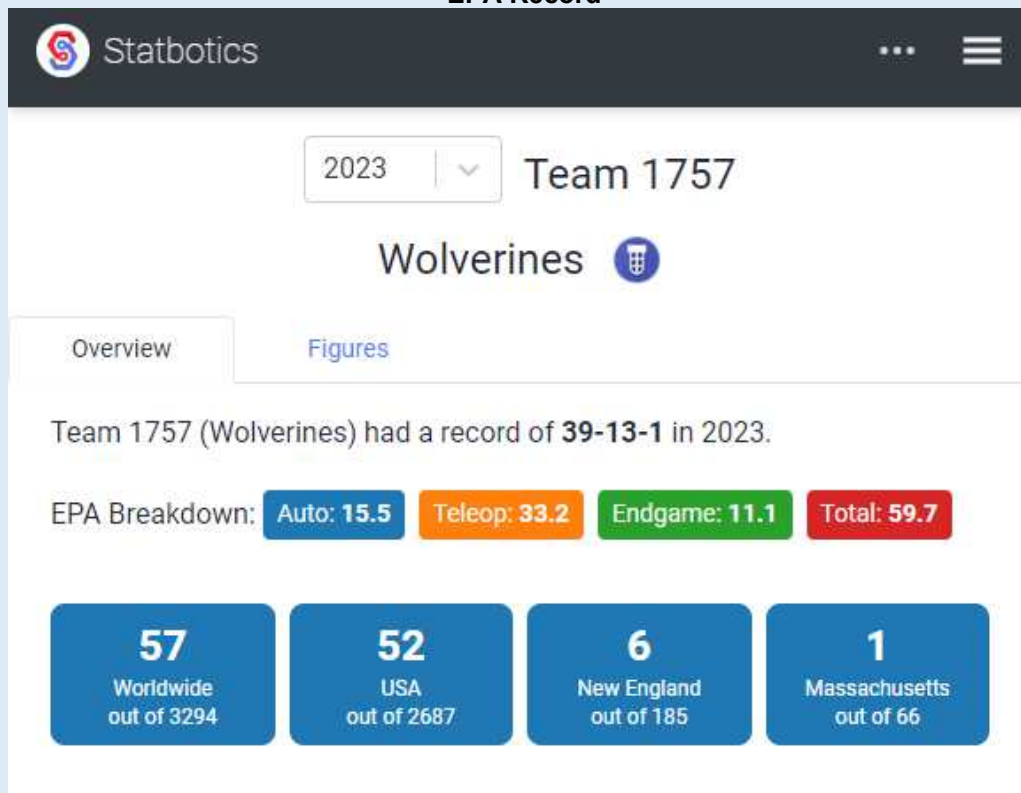 EPA Record
Statbotics
2023
Team 1757
Wolverines
Overview
Figures
Team 1757 (Wolverines) had a record of 39-13-1 in 2023.
EPA Breakdown: Auto: 15.5 Teleop: 33.2 Endgame: 11.1 Total: 59.7
57
Worldwide
out of 3294
52
USA
out of 2687
6
New England
out of 185
1
Massachusetts
out of 66